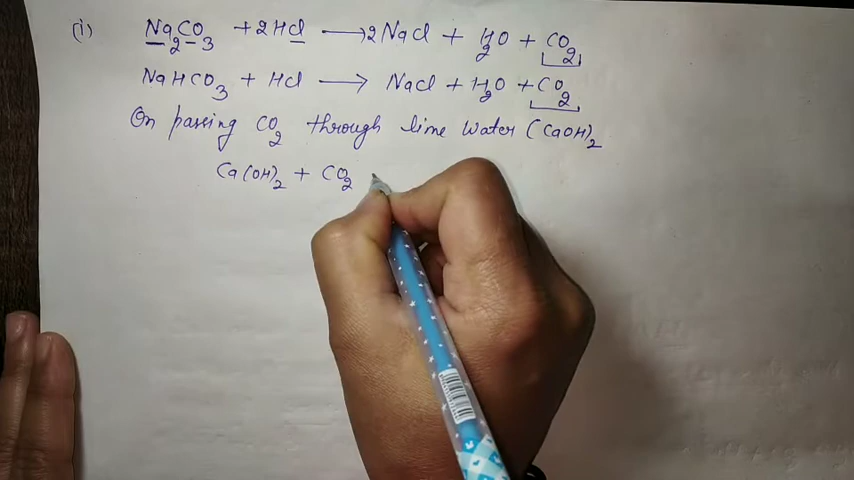 (i) Na2CO3 + 2HCl ⟶ 2NaCl + H2O + CO2
NaHCO3 + HCl ⟶ NaCl + H2O + CO2
On passing CO2 through lime water (CaOH)2
Ca(OH)2 + CO2